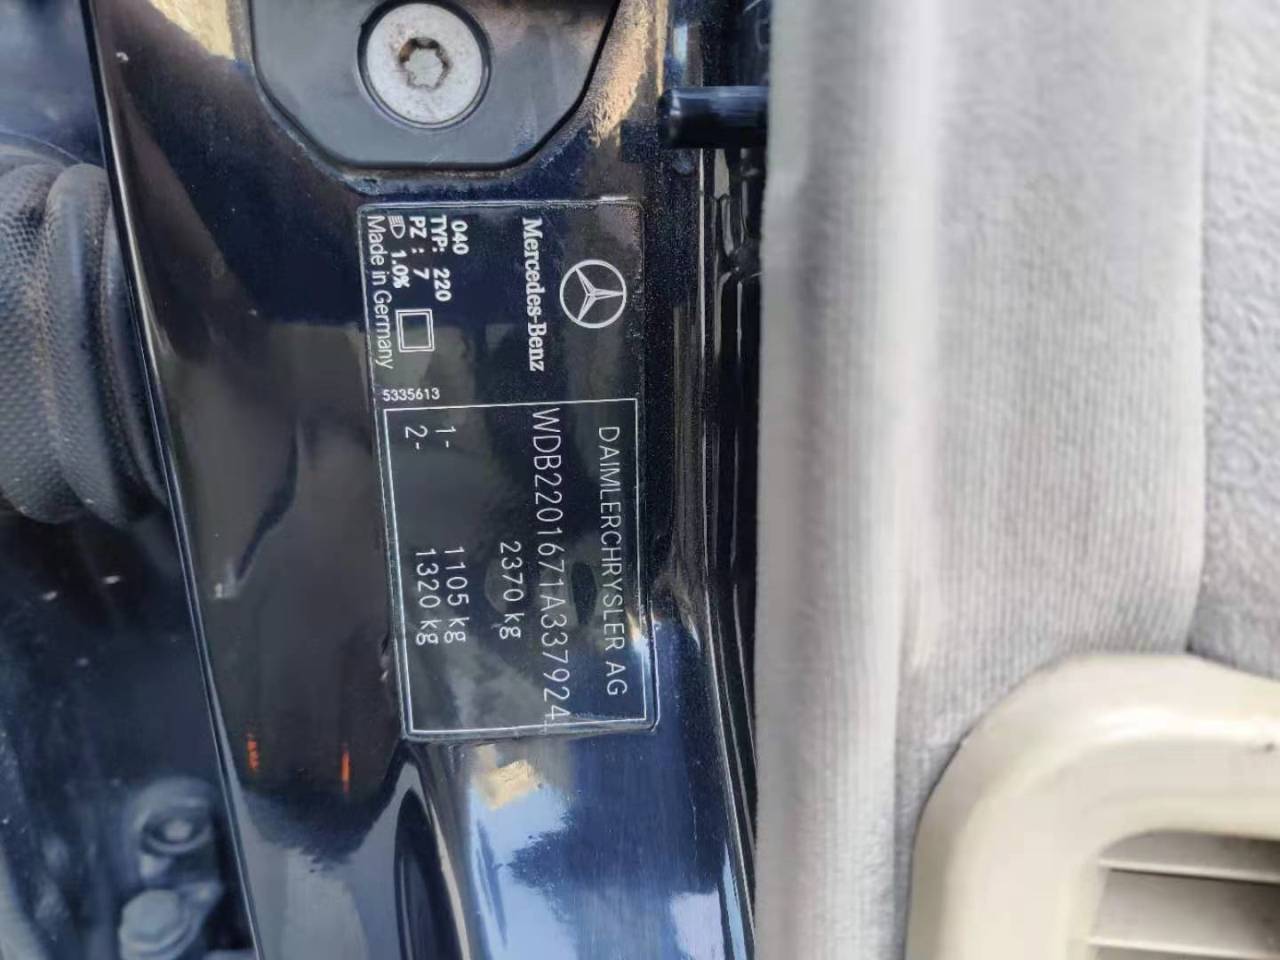 Mercedes-Benz
040
TYP: 220
PZ : 7
1.0%
Made in Germany
5335613
DAIMLERCHRYSLER AG
WDB2201671A337924
2370 kg
1- 1105 kg
2- 1320 kg